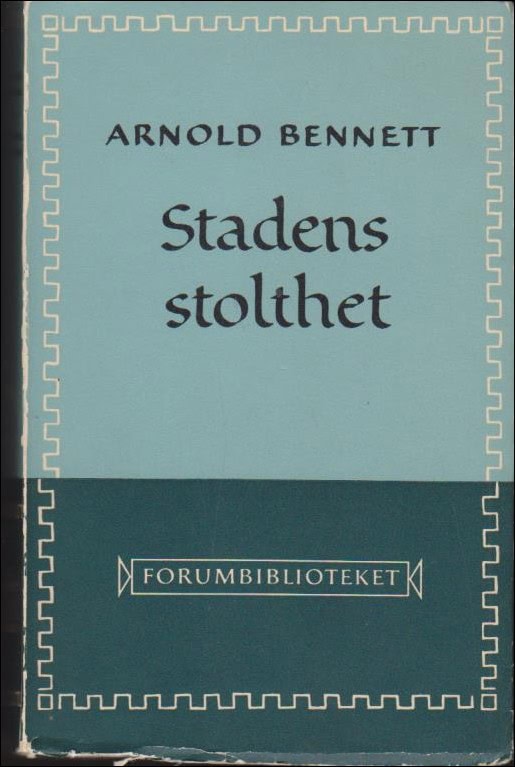 ARNOLD BENNETT
Stadens
stolthet
FORUMBIBLIOTEKET